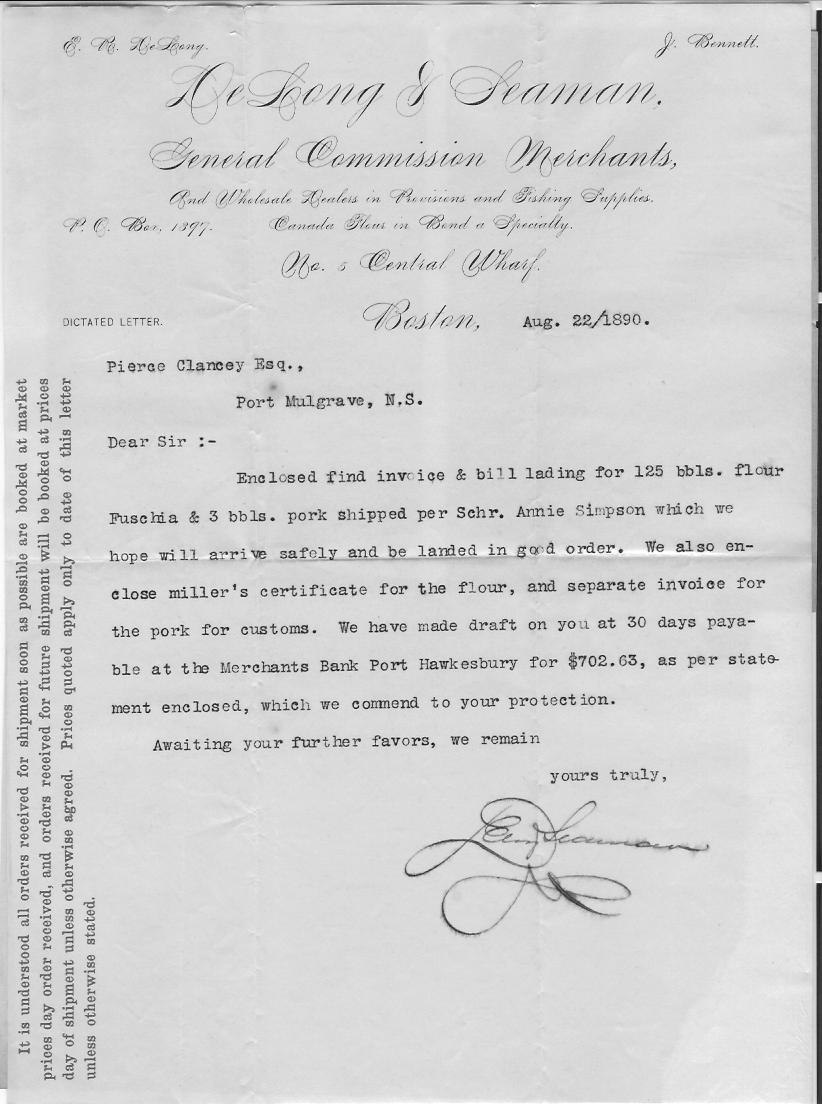 E. R. DeLong.
J. Bennett.
DeLong & Seaman.
General Commission Merchants,
And Wholesale Dealers in Provisions and Fishing Supplies.
P. O. Box, 1397.
Canada Flour in Bond a Specialty.
No. 5 Central Wharf.
DICTATED LETTER.
Boston, Aug. 22/1890.
Pierce Clancey Esq.,
Port Mulgrave, N.S.
Dear Sir :-
Enclosed find invoice & bill lading for 125 bbls. flour
Fuschia & 3 bbls. pork shipped per Schr. Annie Simpson which we
hope will arrive safely and be landed in good order. We also en-
close miller's certificate for the flour, and separate invoice for
the pork for customs. We have made draft on you at 30 days paya-
ble at the Merchants Bank Port Hawkesbury for $702.63, as per state-
ment enclosed, which we commend to your protection.
Awaiting your further favors, we remain
yours truly,
DeLong & Seaman
It is understood all orders received for shipment soon as possible are booked at market
prices day order received, and orders received for future shipment will be booked at prices
day of shipment unless otherwise agreed. Prices quoted apply only to date of this letter
unless otherwise stated.